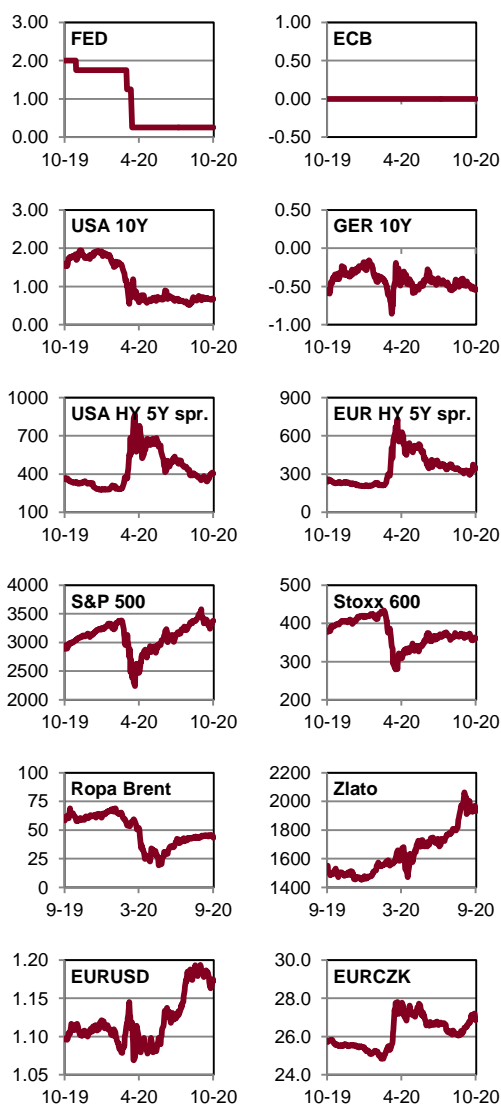 3.00
FED
2.00
1.00
0.00
10-19 4-20 10-20
1.00
ECB
0.50
0.00
-0.50
10-19 4-20 10-20
3.00
USA 10Y
2.00
1.00
0.00
10-19 4-20 10-20
0.50
GER 10Y
0.00
-0.50
-1.00
10-19 4-20 10-20
1000
USA HY 5Y spr.
700
400
100
10-19 4-20 10-20
900
EUR HY 5Y spr.
600
300
0
10-19 4-20 10-20
4000
S&P 500
3500
3000
2500
2000
10-19 4-20 10-20
500
Stoxx 600
400
300
200
10-19 4-20 10-20
100
Ropa Brent
75
50
25
0
9-19 3-20 9-20
2200
Zlato
2000
1800
1600
1400
9-19 3-20 9-20
1.20
EURUSD
1.15
1.10
1.05
10-19 4-20 10-20
30.0
EURCZK
28.0
26.0
24.0
10-19 4-20 10-20